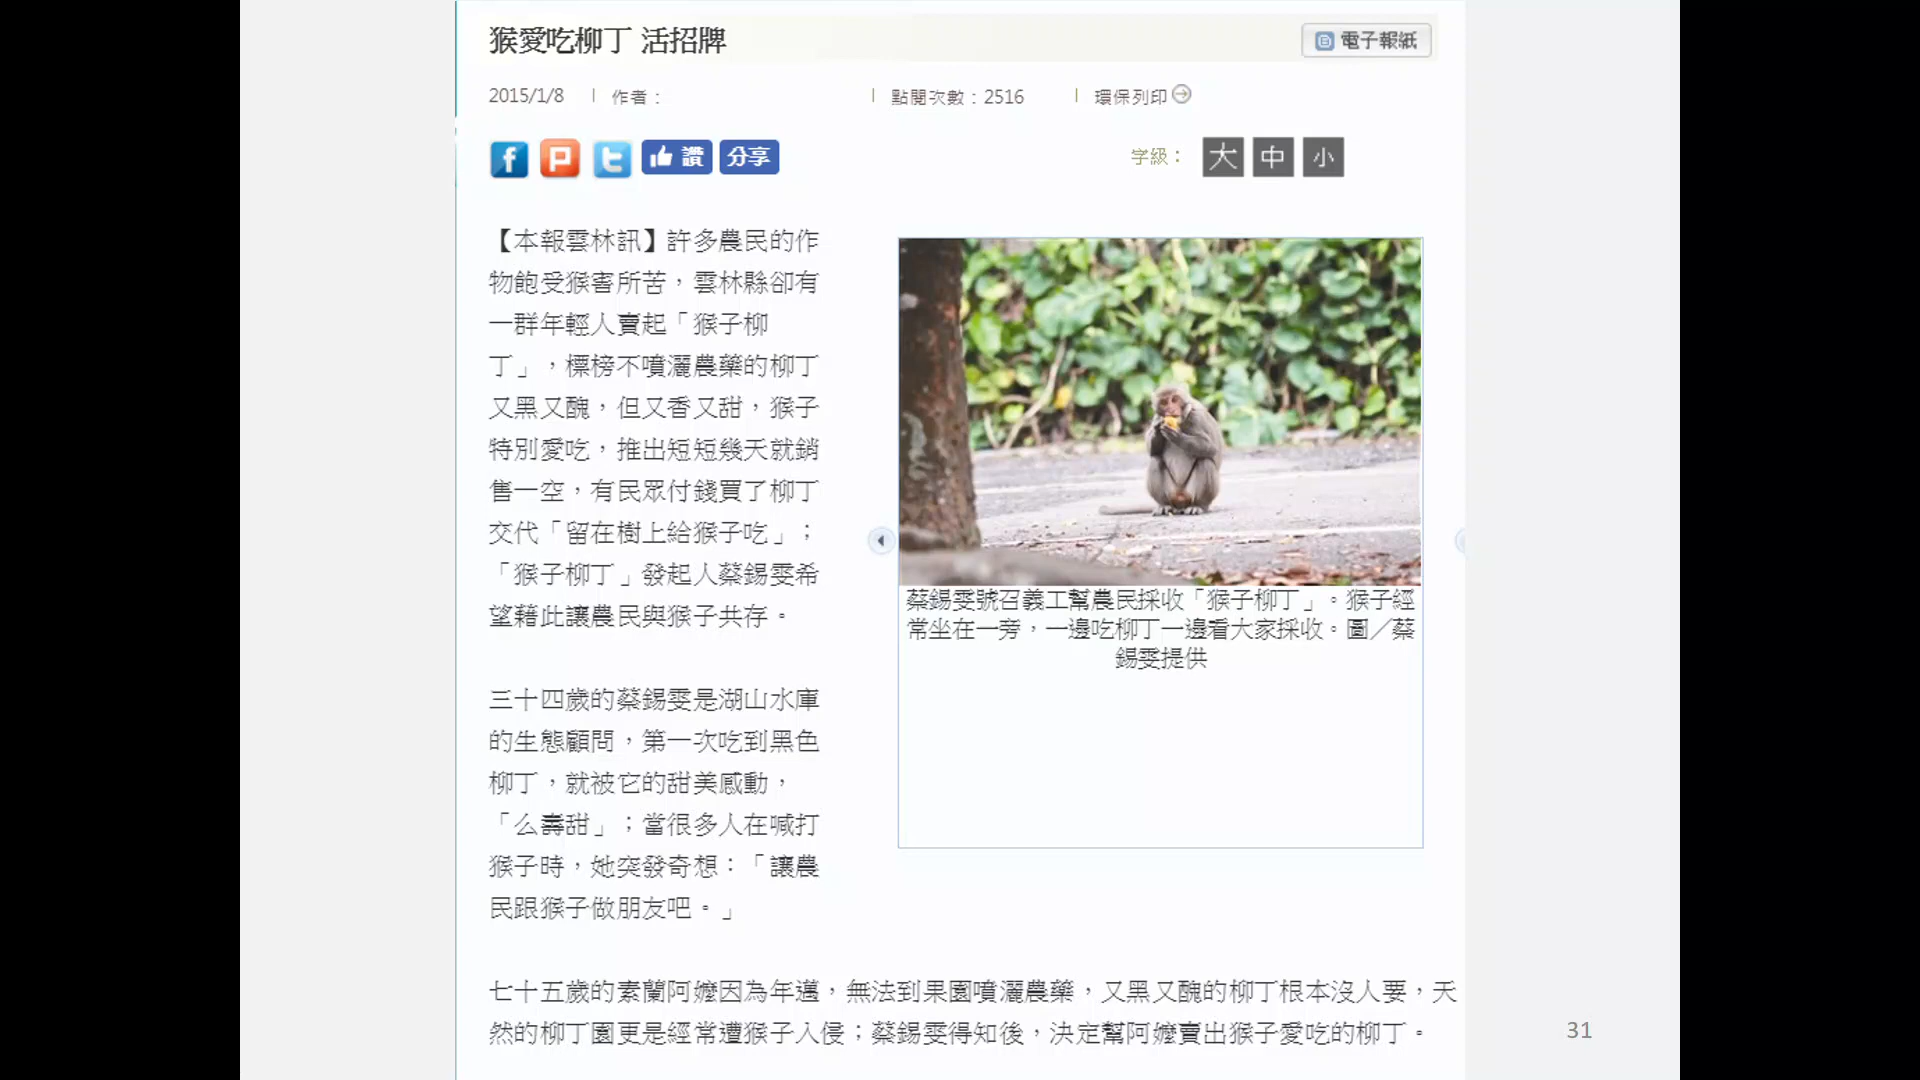 猴愛吃柳丁 活招牌
電子報紙
2015/1/8
作者：
點閱次數：2516
環保列印
讚
分享
字級：
大
中
小
【本報雲林訊】許多農民的作
物飽受猴害所苦，雲林縣卻有
一群年輕人賣起「猴子柳
丁」，標榜不噴灑農藥的柳丁
又黑又醜，但又香又甜，猴子
特別愛吃，推出短短幾天就銷
售一空，有民眾付錢買了柳丁
交代「留在樹上給猴子吃」；
「猴子柳丁」發起人蔡錫雯希
望藉此讓農民與猴子共存。
蔡錫雯號召義工幫農民採收「猴子柳丁」。猴子經
常坐在一旁，一邊吃柳丁一邊看大家採收。圖／蔡
錫雯提供
三十四歲的蔡錫雯是湖山水庫
的生態顧問，第一次吃到黑色
柳丁，就被它的甜美感動，
「么壽甜」；當很多人在喊打
猴子時，她突發奇想：「讓農
民跟猴子做朋友吧。」
七十五歲的素蘭阿嬤因為年邁，無法到果園噴灑農藥，又黑又醜的柳丁根本沒人要，天
然的柳丁園更是經常遭猴子入侵；蔡錫雯得知後，決定幫阿嬤賣出猴子愛吃的柳丁。
31